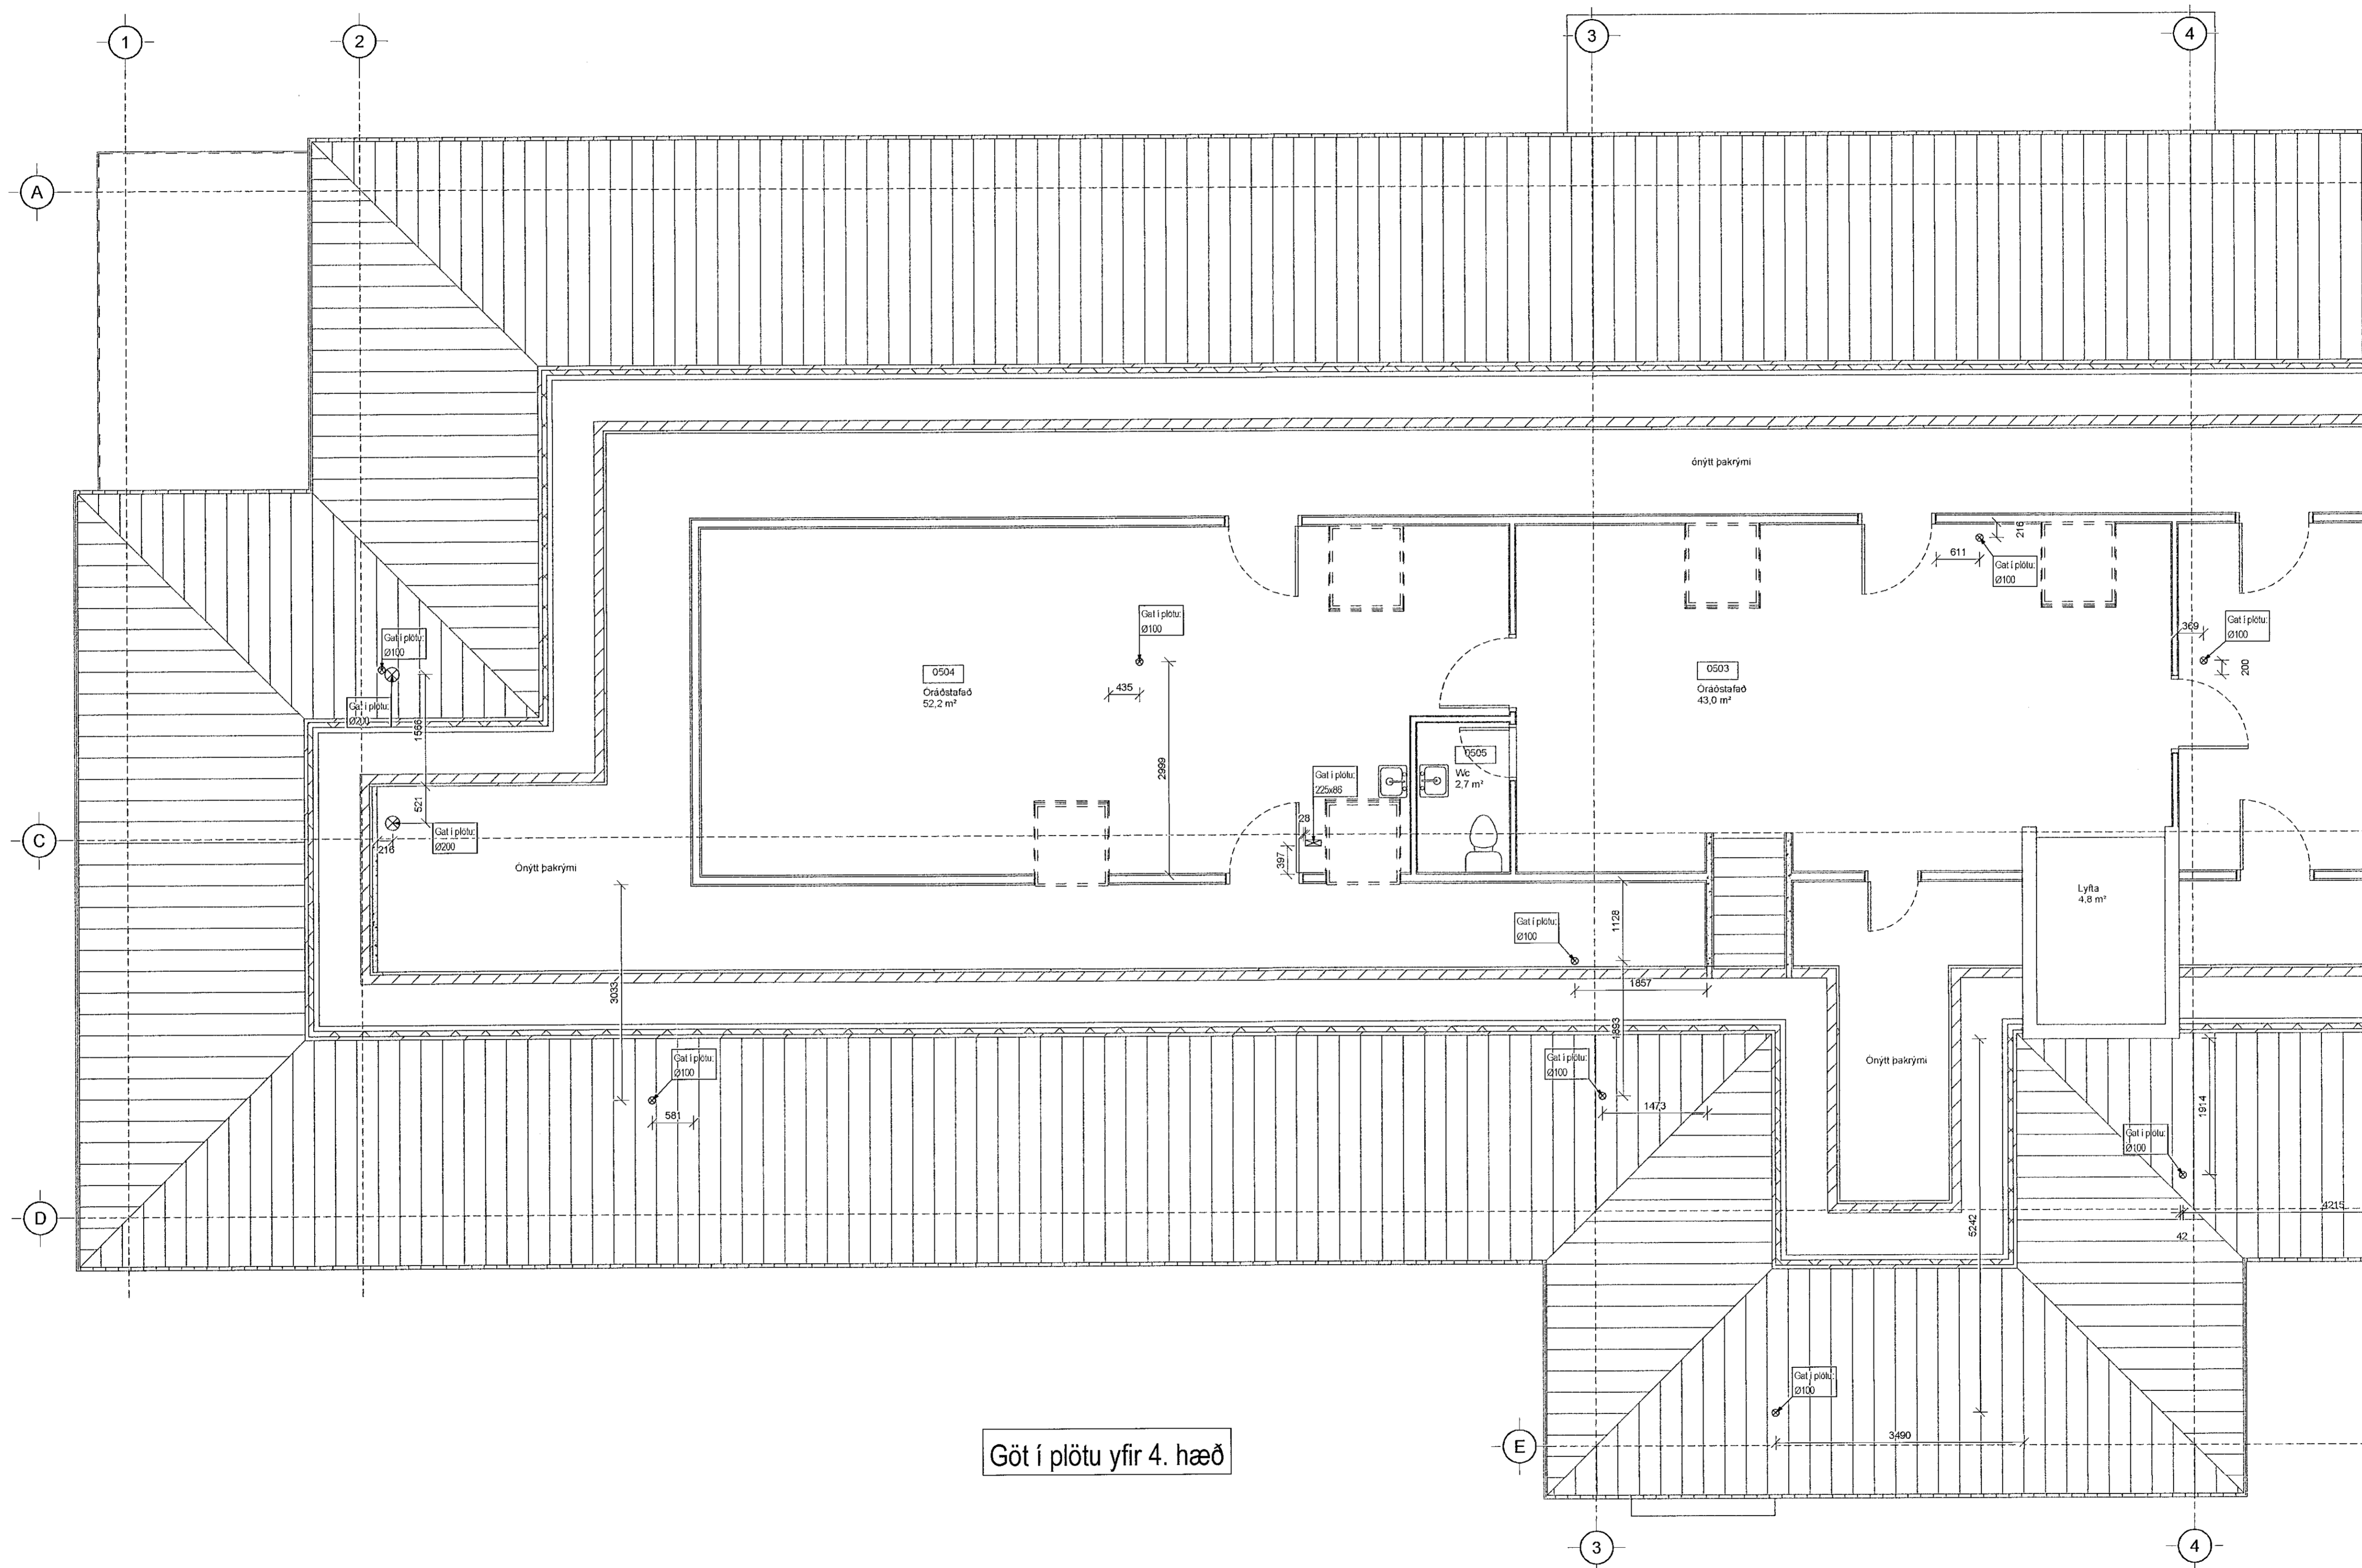 1
2
3
4
A
ónýtt þakrými
216
611
Gat í plötu:
Ø100
369
Gat í plötu:
Ø100
200
Gat í plötu:
Ø100
Gat í plötu:
Ø100
0504
Óráðstafað
52,2 m²
0503
Óráðstafað
43,0 m²
435
Gat í plötu:
Ø200
1566
2999
0505
Wc
2,7 m²
Gat í plötu:
225x86
521
28
C
Gat í plötu:
Ø200
216
397
Ónýtt þakrými
Lyfta
4,8 m²
Gat í plötu:
Ø100
1128
1857
3033
1893
Gat í plötu:
Ø100
Gat í plötu:
Ø100
Ónýtt þakrými
581
1473
1914
Gat í plötu:
Ø100
D
4215
42
5242
Gat í plötu:
Ø100
3490
E
Göt í plötu yfir 4. hæð
3
4